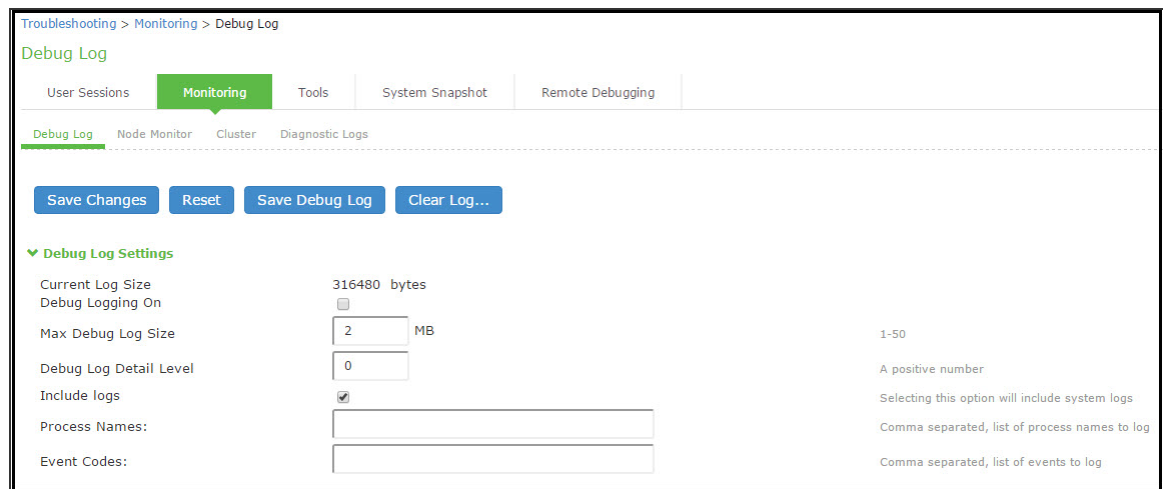 Troubleshooting > Monitoring > Debug Log
Debug Log
User Sessions Monitoring Tools System Snapshot Remote Debugging
Debug Log Node Monitor Cluster Diagnostic Logs
Save Changes Reset Save Debug Log Clear Log...
Debug Log Settings
Current Log Size 316480 bytes
Debug Logging On
Max Debug Log Size 2 MB 1-50
Debug Log Detail Level 0 A positive number
Include logs Selecting this option will include system logs
Process Names: Comma separated, list of process names to log
Event Codes: Comma separated, list of events to log